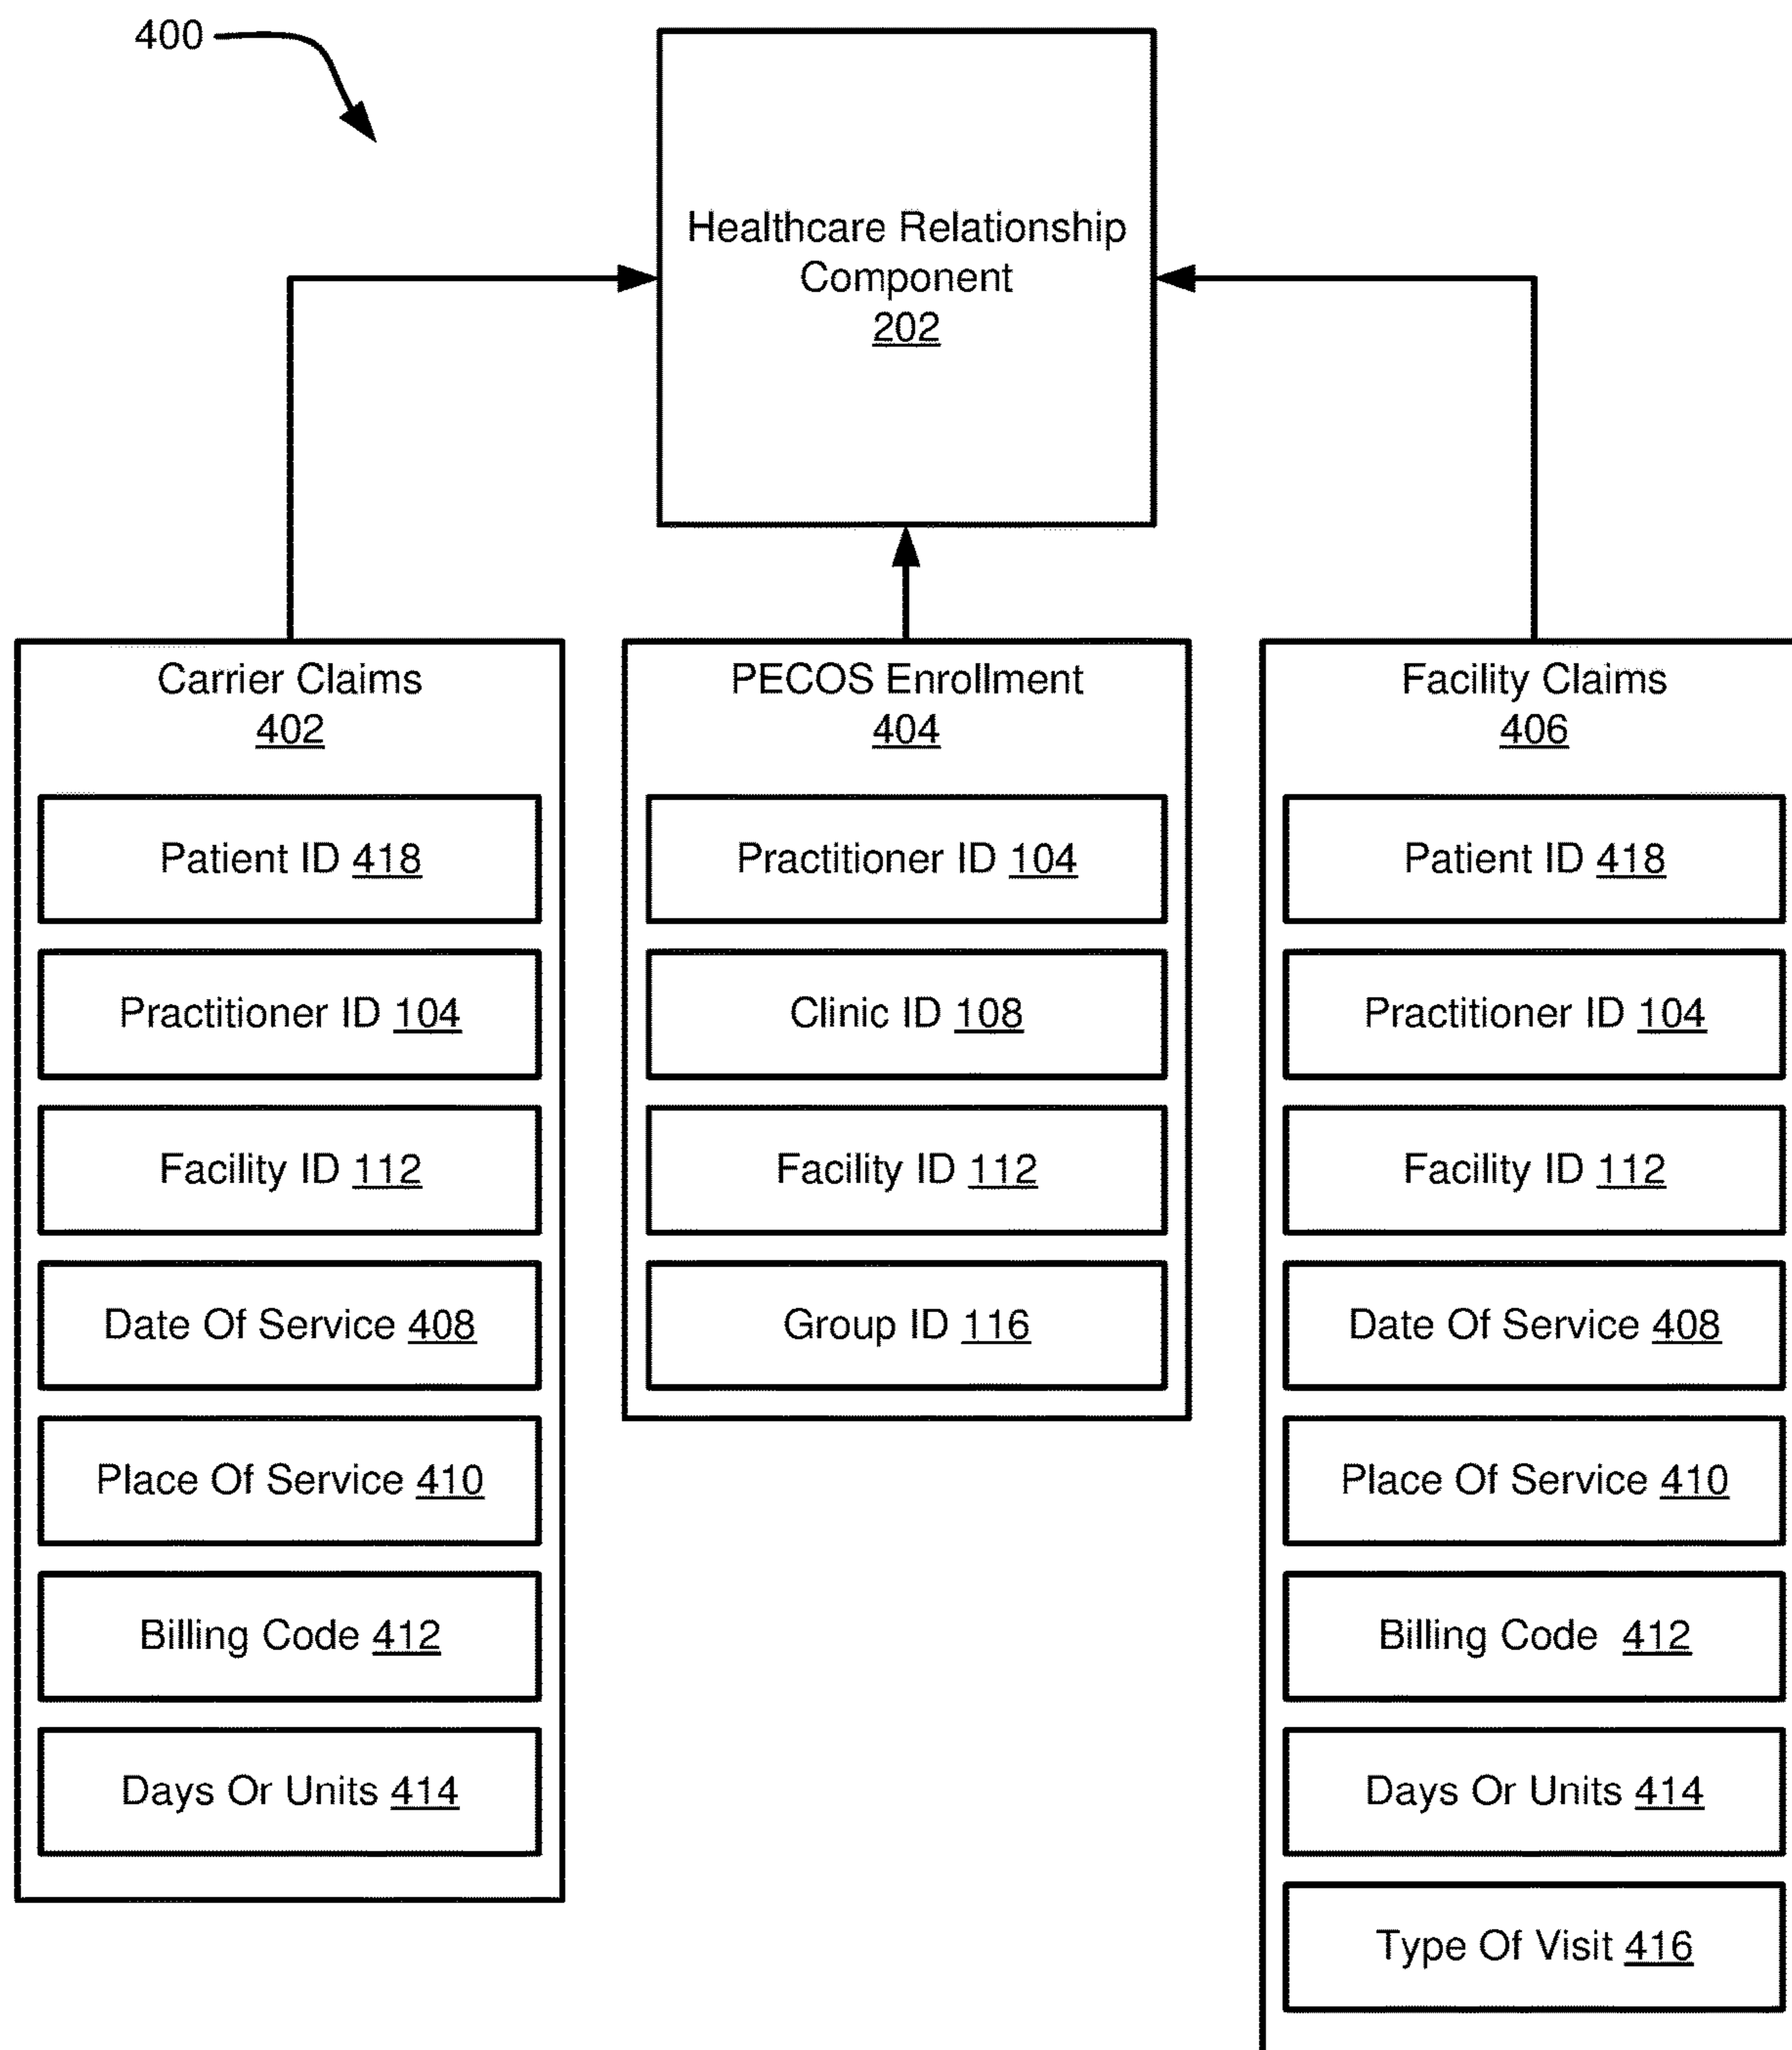 400
Healthcare Relationship
Component
202
Carrier Claims
402
Patient ID 418
Practitioner ID 104
Facility ID 112
Date Of Service 408
Place Of Service 410
Billing Code 412
Days Or Units 414
PECOS Enrollment
404
Practitioner ID 104
Clinic ID 108
Facility ID 112
Group ID 116
Facility Claims
406
Patient ID 418
Practitioner ID 104
Facility ID 112
Date Of Service 408
Place Of Service 410
Billing Code 412
Days Or Units 414
Type Of Visit 416